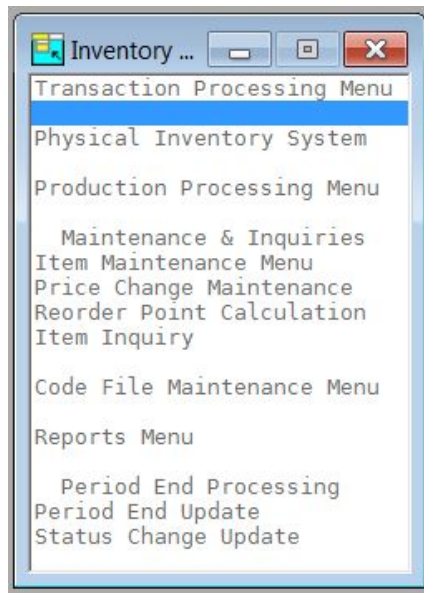 Inventory ...
Transaction Processing Menu
Physical Inventory System
Production Processing Menu
Maintenance & Inquiries
Item Maintenance Menu
Price Change Maintenance
Reorder Point Calculation
Item Inquiry
Code File Maintenance Menu
Reports Menu
Period End Processing
Period End Update
Status Change Update